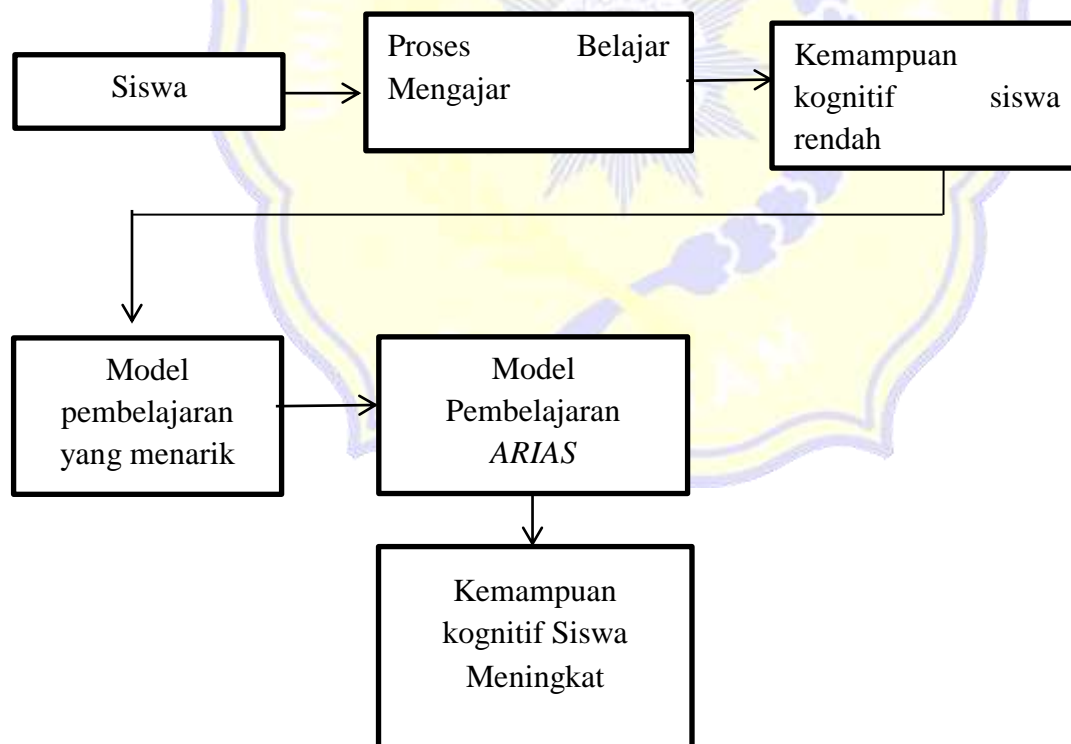 Siswa
Proses Belajar
Mengajar
Kemampuan
kognitif siswa
rendah
Model
pembelajaran
yang menarik
Model
Pembelajaran
ARIAS
Kemampuan
kognitif Siswa
Meningkat